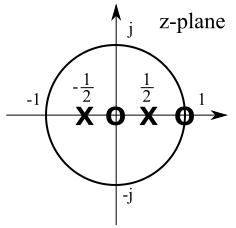 j
z-plane
-1
-1/2
1/2
1
X O X O
-j